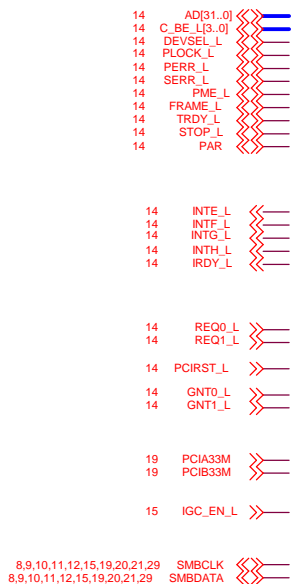 14 AD[31..0]
14 C_BE_L[3..0]
14 DEVSEL_L
14 PLOCK_L
14 PERR_L
14 SERR_L
14 PME_L
14 FRAME_L
14 TRDY_L
14 STOP_L
14 PAR
14 INTE_L
14 INTF_L
14 INTG_L
14 INTH_L
14 IRDY_L
14 REQ0_L
14 REQ1_L
14 PCIRST_L
14 GNT0_L
14 GNT1_L
19 PCIA33M
19 PCIB33M
15 IGC_EN_L
8,9,10,11,12,15,19,20,21,29 SMBCLK
8,9,10,11,12,15,19,20,21,29 SMBDATA